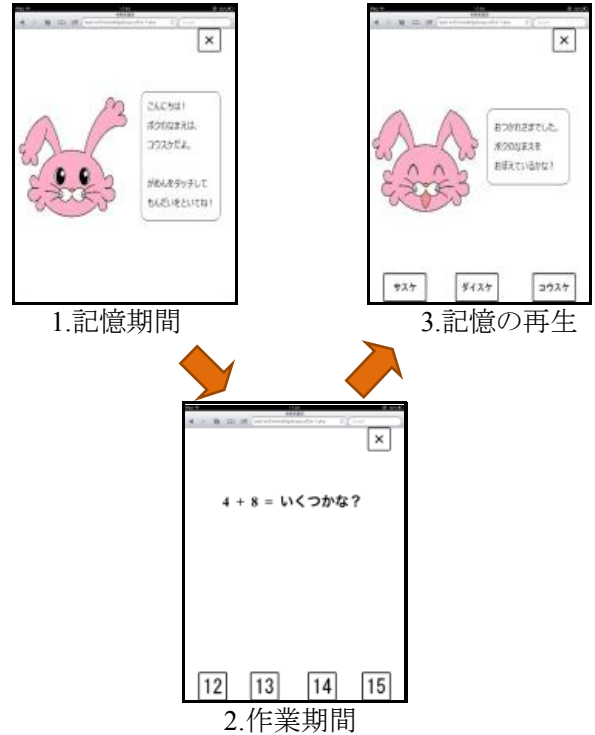 ×
こんにちは!
ボクのなまえは、
コウスケだよ。
がめんをタッチして
もんだいをといてね!
1.記憶期間
×
おつかれさまでした。
ボクのなまえを
おぼえているかな?
サスケ ダイスケ コウスケ
3.記憶の再生
×
4 + 8 = いくつかな?
12 13 14 15
2.作業期間